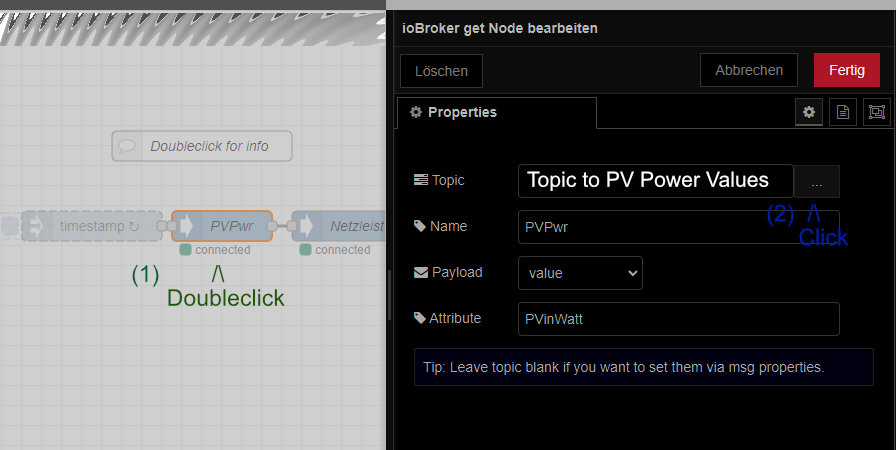 ioBroker get Node bearbeiten
Löschen
Abbrechen
Fertig
Properties
Doubleclick for info
Topic
Topic to PV Power Values
...
timestamp ↻
PVPwr
Netzleist
connected
connected
Name
PVPwr
(2) /\
Click
(1) /\
Doubleclick
Payload
value
Attribute
PVinWatt
Tip: Leave topic blank if you want to set them via msg properties.